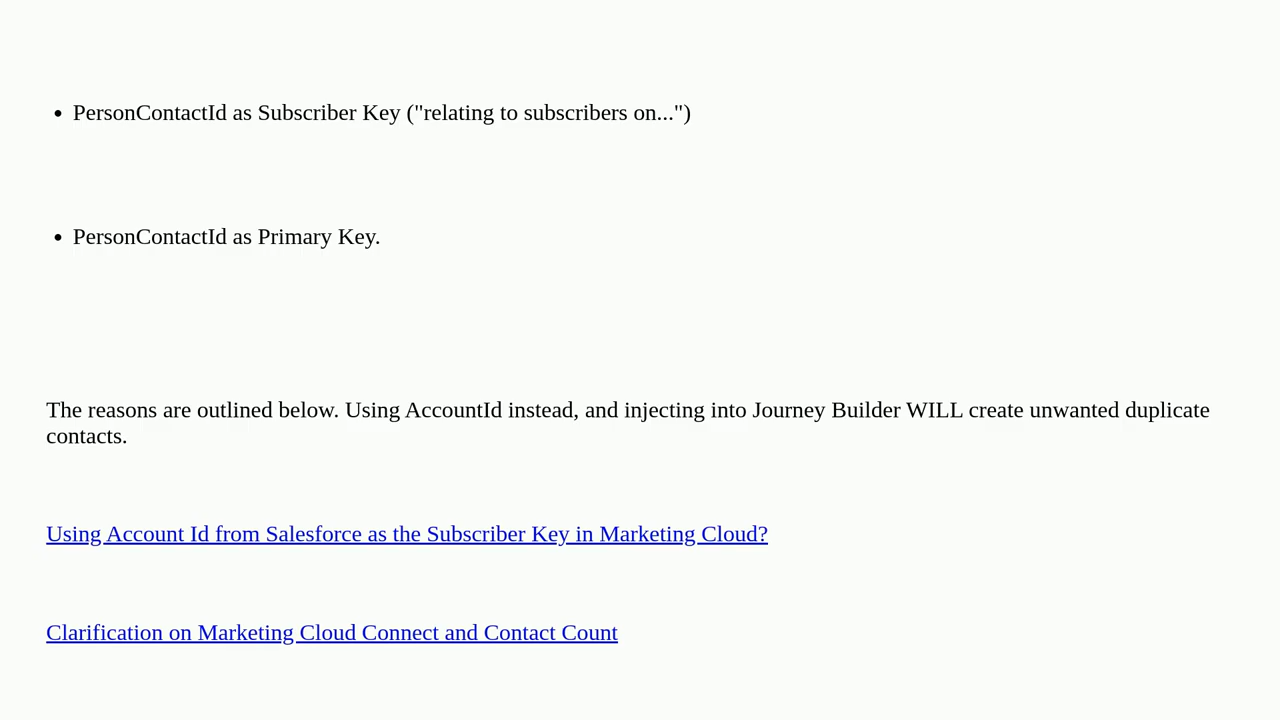 • PersonContactId as Subscriber Key ("relating to subscribers on...")
• PersonContactId as Primary Key.
The reasons are outlined below. Using AccountId instead, and injecting into Journey Builder WILL create unwanted duplicate
contacts.
Using Account Id from Salesforce as the Subscriber Key in Marketing Cloud?
Clarification on Marketing Cloud Connect and Contact Count